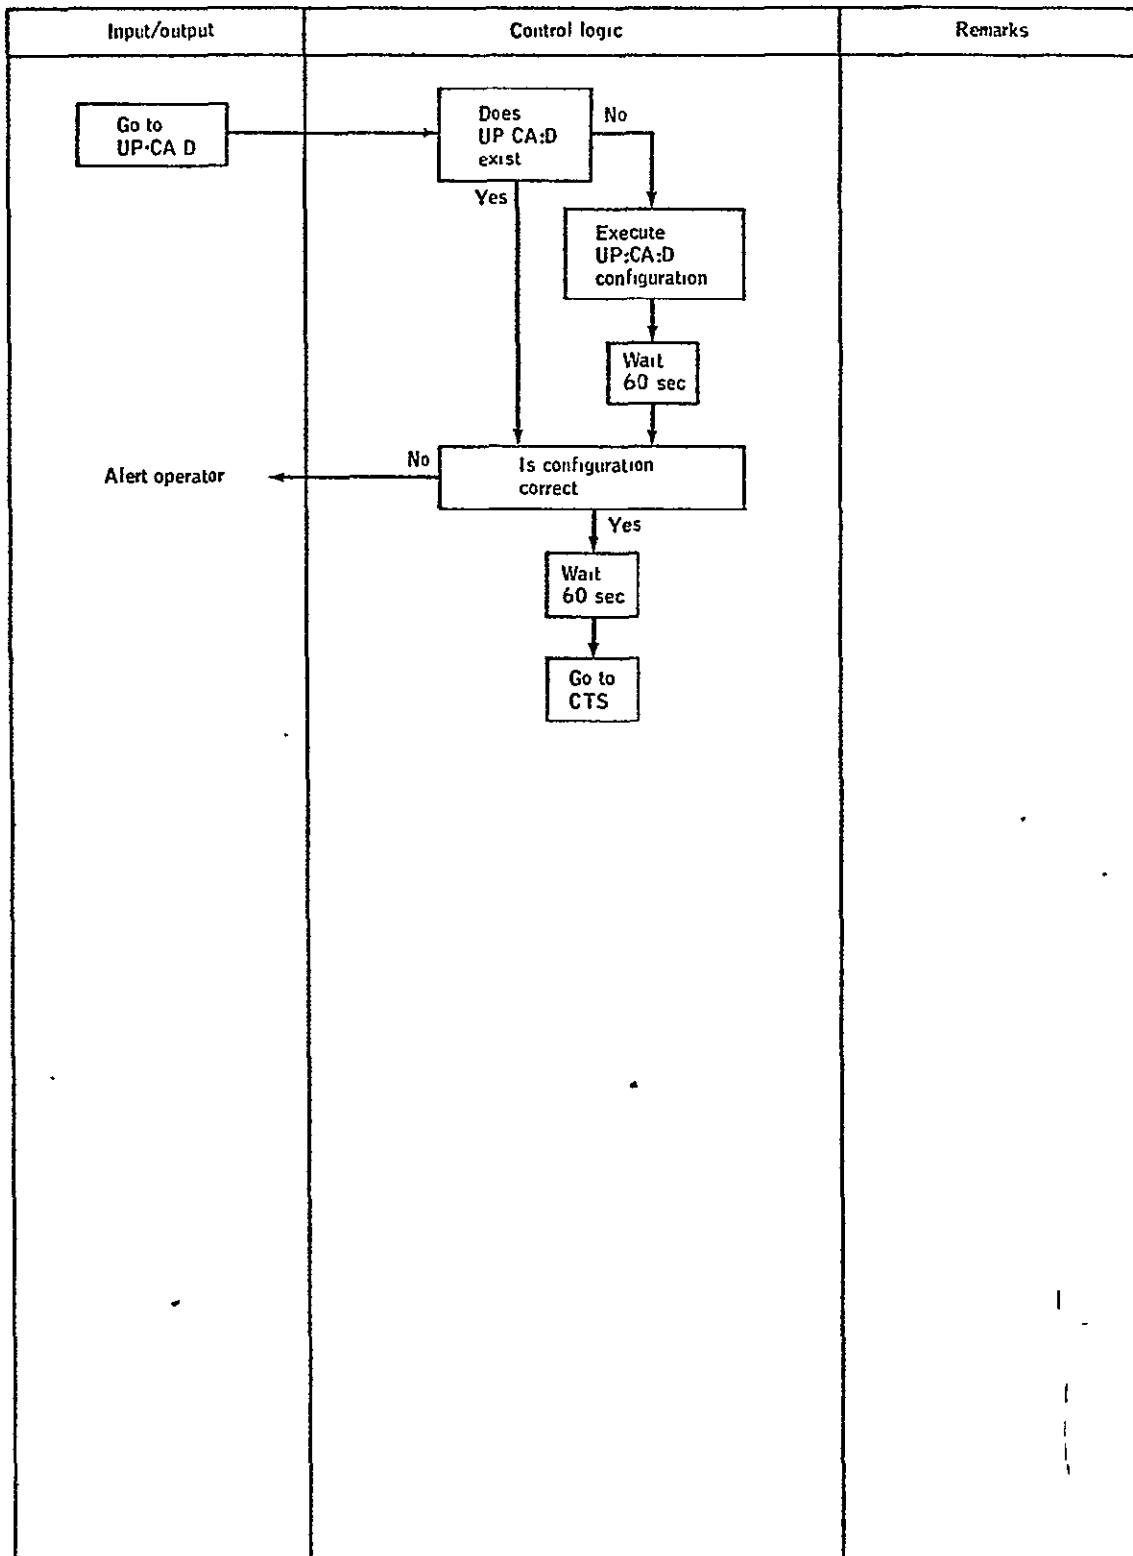 Input/output
Control logic
Remarks
Go to
UP·CA D
Does
UP CA:D
exist
No
Yes
Execute
UP:CA:D
configuration
Wait
60 sec
Alert operator
No
Is configuration
correct
Yes
Wait
60 sec
Go to
CTS